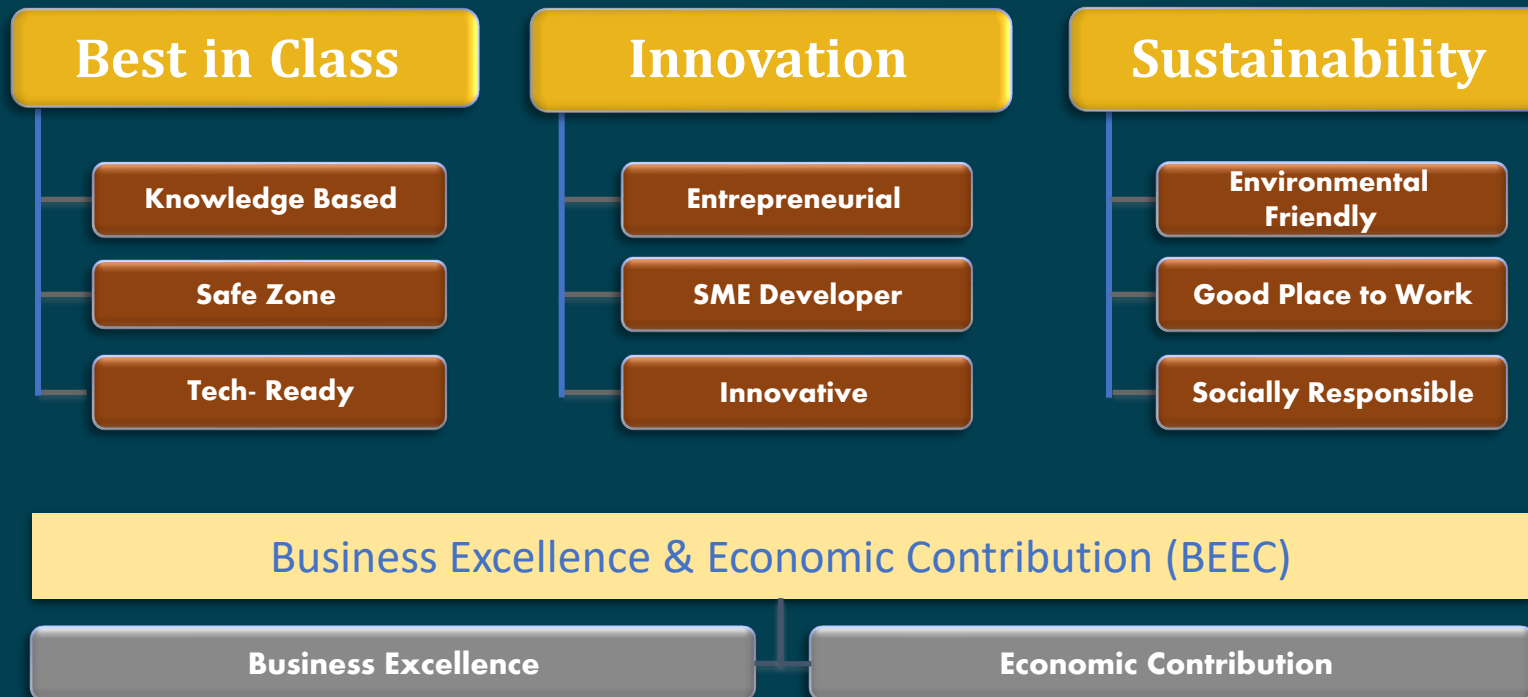 Best in Class
Innovation
Sustainability
Knowledge Based
Safe Zone
Tech- Ready
Entrepreneurial
SME Developer
Innovative
Environmental
Friendly
Good Place to Work
Socially Responsible
Business Excellence & Economic Contribution (BEEC)
Business Excellence
Economic Contribution